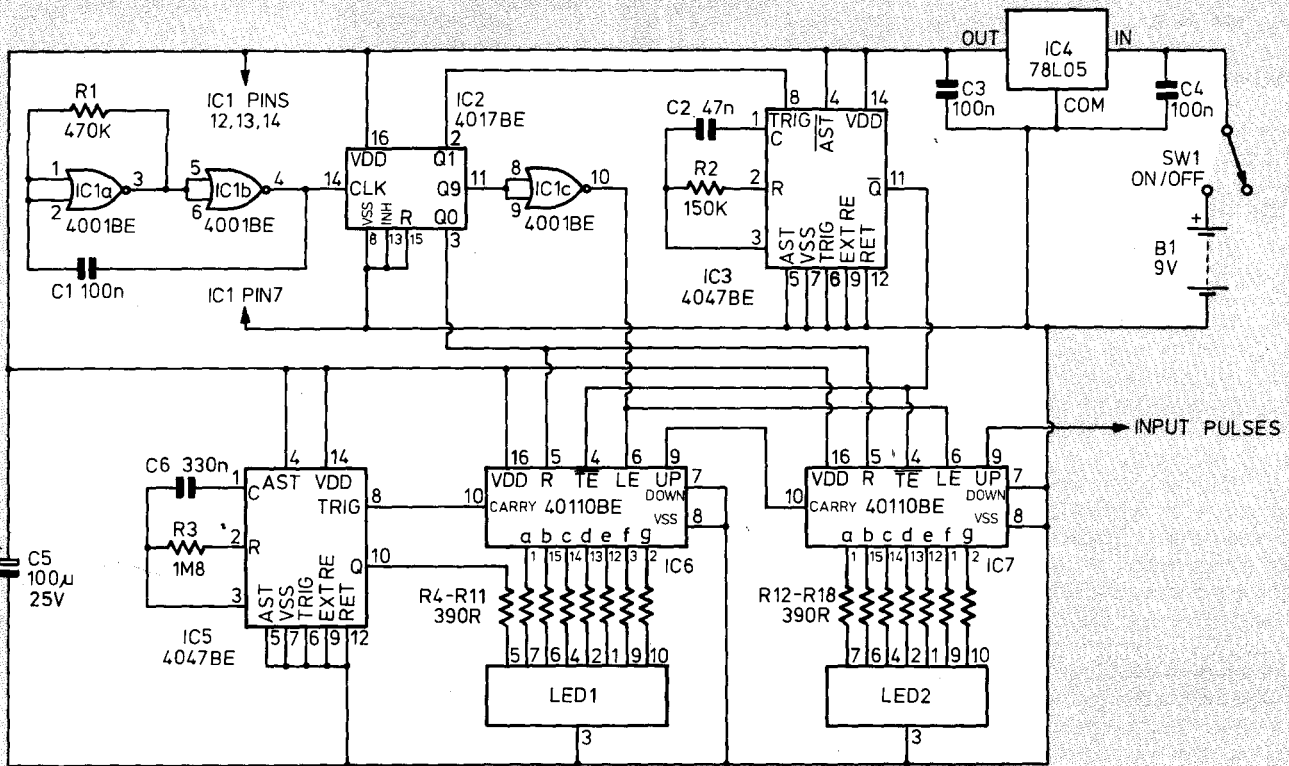 OUT
IC4
78L05
IN
COM
C3
100n
C4
100n
SW1
ON/OFF
+
B1
9V
R1
470K
IC1 PINS
12,13,14
1
2
IC1a
3
4001BE
5
6
IC1b
4
4001BE
C1 100n
IC1 PIN7
IC2
4017BE
16
VDD
2
Q1
14
CLK
Q9
11
VSS
INH
R
Q0
8
13
15
3
8
9
IC1c
10
4001BE
C2 47n
1
C
R2
150K
2
R
3
8
TRIG
4
AST
14
VDD
Q
11
AST
VSS
TRIG
EXT RE
RET
5
7
6
9
12
IC3
4047BE
INPUT PULSES
C5
100µ
25V
C6 330n
1
C
R3
1M8
2
R
3
4
AST
14
VDD
TRIG
8
Q
10
AST
VSS
TRIG
EXTRE
RET
5
7
6
9
12
IC5
4047BE
16
5
4
6
9
VDD
R
TE
LE
UP
7
DOWN
10
CARRY
40110BE
VSS
8
a b c d e f g
1 15 14 13 12 3 2
IC6
R4-R11
390R
5 7 6 4 2 1 9 10
LED1
3
16
5
4
6
9
VDD
R
TE
LE
UP
7
DOWN
10
CARRY
40110BE
VSS
8
a b c d e f g
1 15 14 13 12 1 2
IC7
R12-R18
390R
7 6 4 2 1 9 10
LED2
3